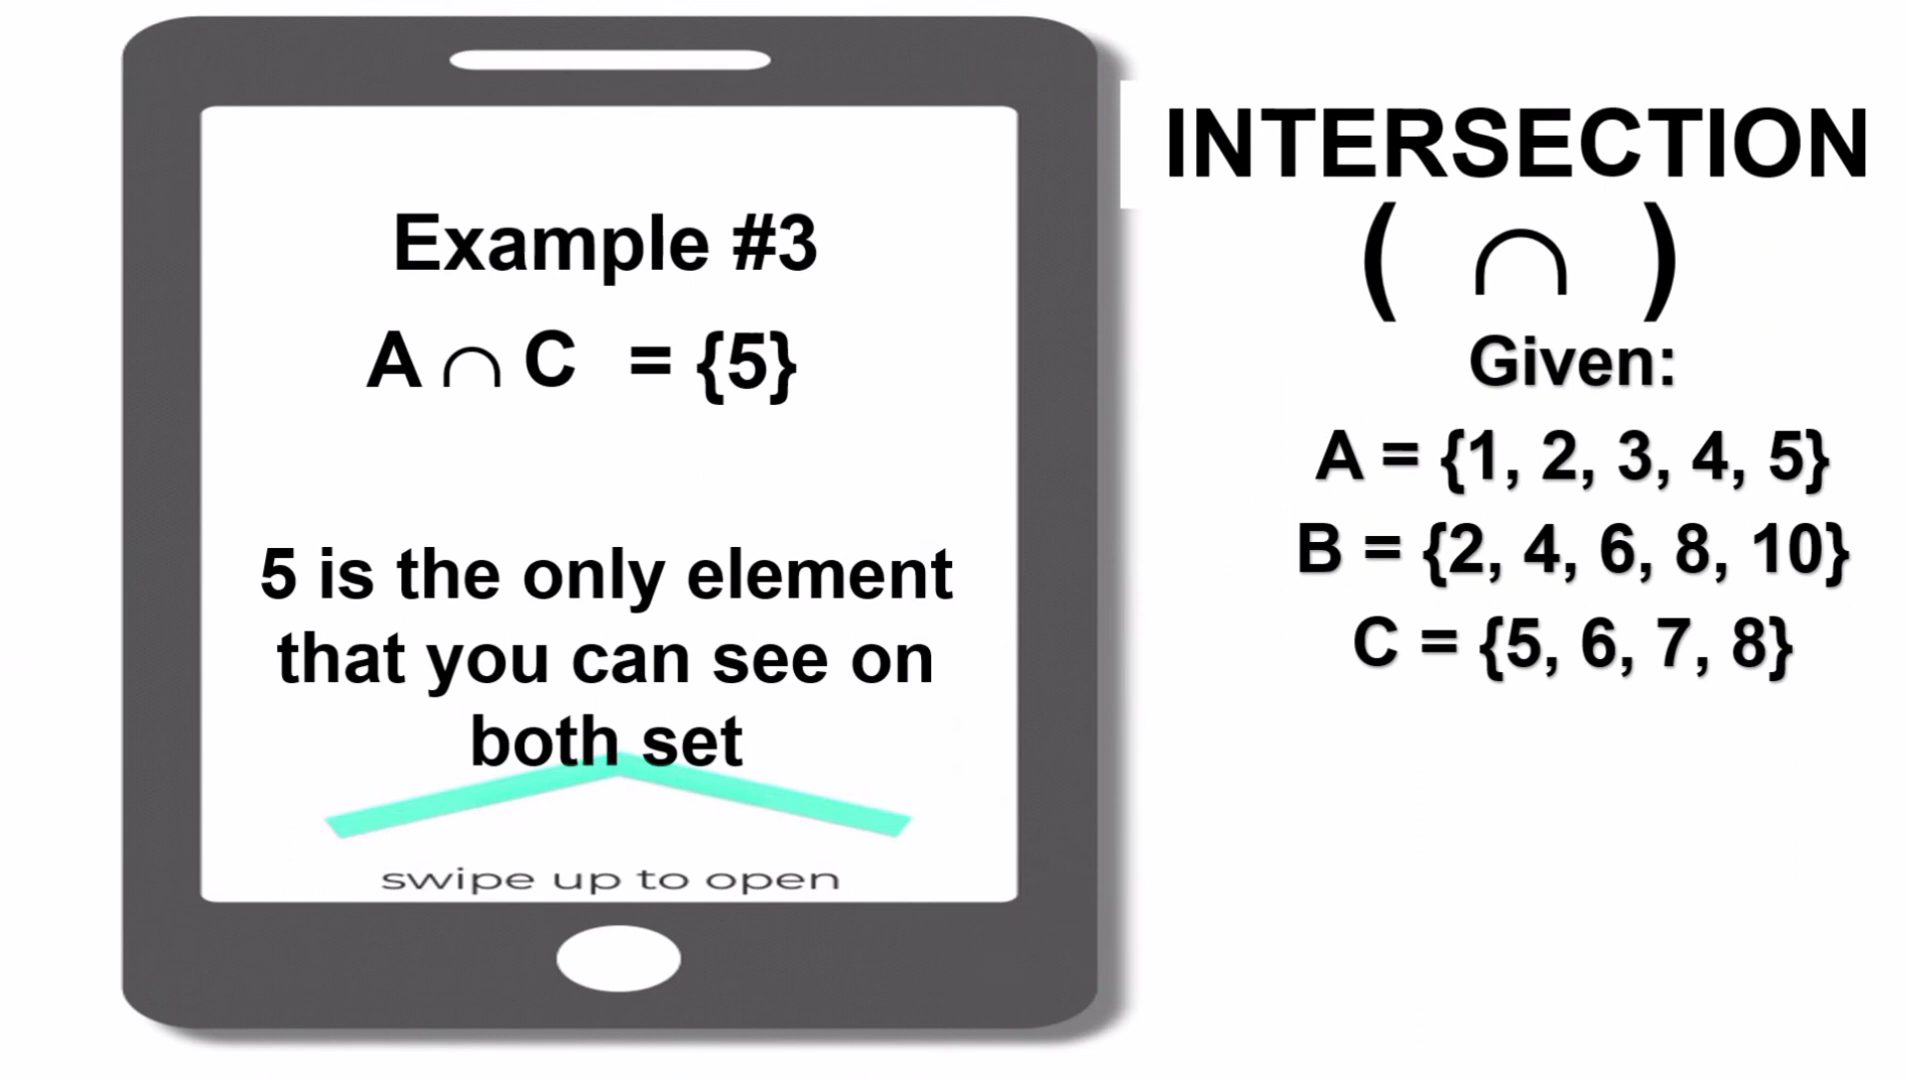 Example #3
A ∩ C = {5}
5 is the only element
that you can see on
both set
swipe up to open
INTERSECTION
( ∩ )
Given:
A = {1, 2, 3, 4, 5}
B = {2, 4, 6, 8, 10}
C = {5, 6, 7, 8}